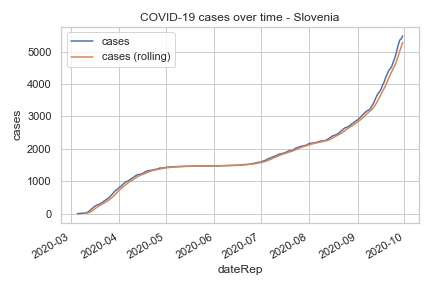 COVID-19 cases over time - Slovenia
cases
cases (rolling)
5000
4000
3000
2000
1000
0
cases
2020-03
2020-04
2020-05
2020-06
2020-07
2020-08
2020-09
2020-10
dateRep